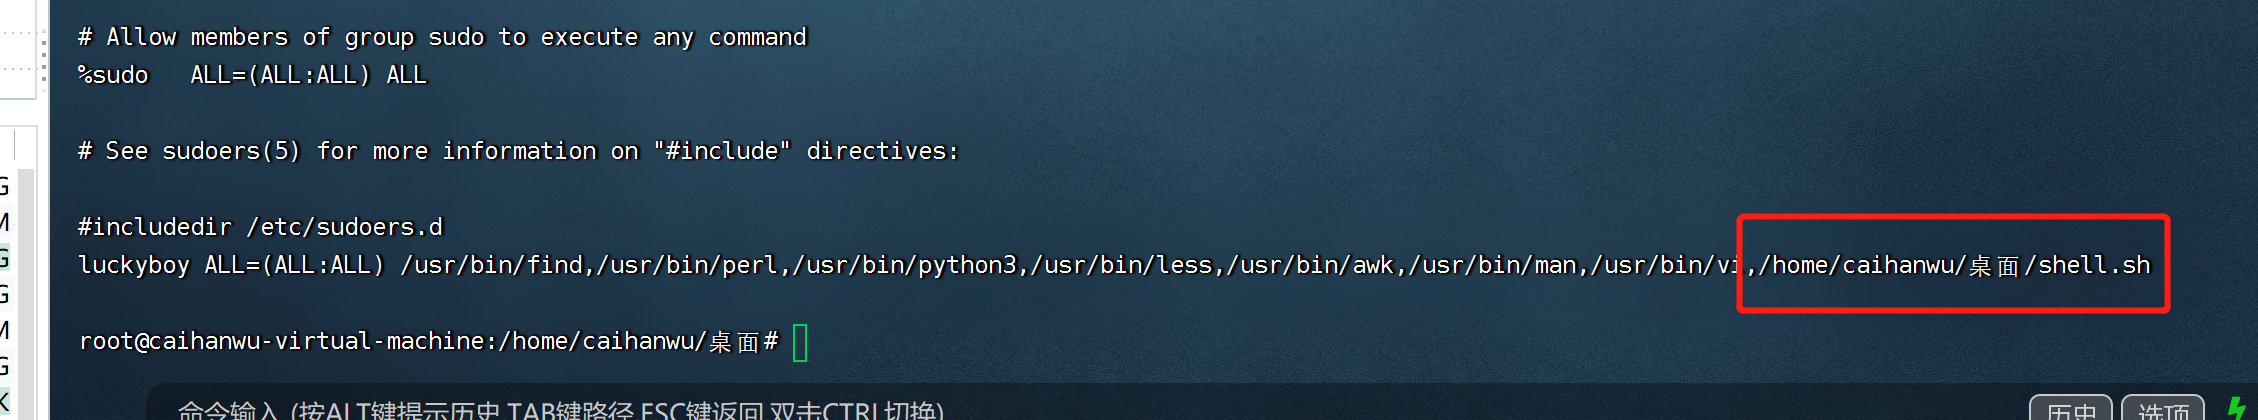 # Allow members of group sudo to execute any command
%sudo   ALL=(ALL:ALL) ALL
# See sudoers(5) for more information on "#include" directives:
#includedir /etc/sudoers.d
luckyboy ALL=(ALL:ALL) /usr/bin/find,/usr/bin/perl,/usr/bin/python3,/usr/bin/less,/usr/bin/awk,/usr/bin/man,/usr/bin/vi,/home/caihanwu/桌面/shell.sh
root@caihanwu-virtual-machine:/home/caihanwu/桌面#
命令输入 (按ALT键提示历史,TAB键路径,ESC键返回,双击CTRL切换)
历史 选项
G
M
G
G
M
G
K